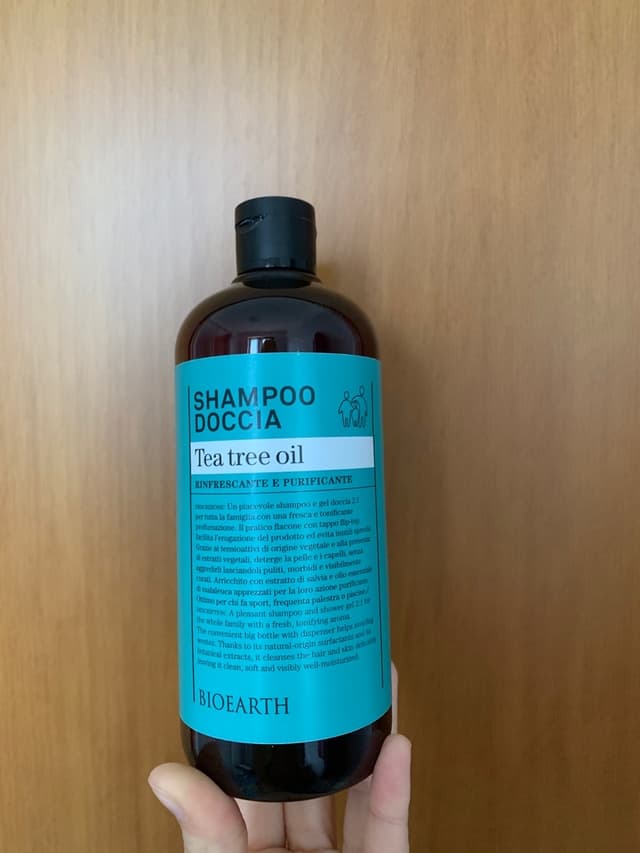 SHAMPOO
DOCCIA
Tea tree oil
RINFRESCANTE E PURIFICANTE
Un piacevole shampoo e gel doccia 2:1
per tutta la famiglia con una fresca e tonificante
profumazione. Il pratico flacone con tappo flip-top
facilita l'erogazione del prodotto ed evita inutili sprechi.
Grazie ai tensioattivi di origine vegetale e alla presenza
di estratti vegetali, deterge la pelle e i capelli, senza
aggredirli lasciandoli puliti, morbidi e visibilmente
curati. Arricchito con estratto di salvia e olio essenziale
di malaleuca apprezzati per la loro azione purificante.
Ottimo per chi fa sport, frequenta palestra o piscine./
A pleasant shampoo and shower gel 2:1 for
the whole family with a fresh, tonifying aroma.
The convenient big bottle with dispenser helps avoiding
wastes. Thanks to its natural-origin surfactants and its
botanical extracts, it cleanses the hair and skin delicately
leaving it clean, soft and visibly well-moisturized.
BIOEARTH